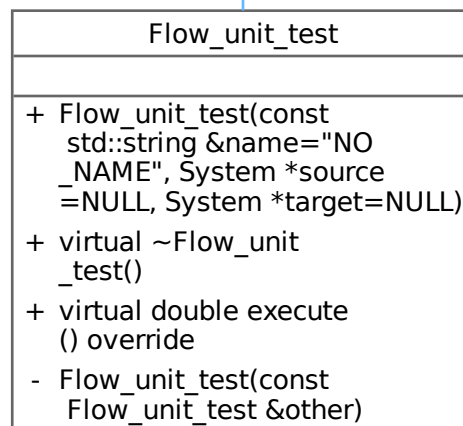 Flow_unit_test
+ Flow_unit_test(const
std::string &name="NO
_NAME", System *source
=NULL, System *target=NULL)
+ virtual ~Flow_unit
_test()
+ virtual double execute
() override
- Flow_unit_test(const
Flow_unit_test &other)